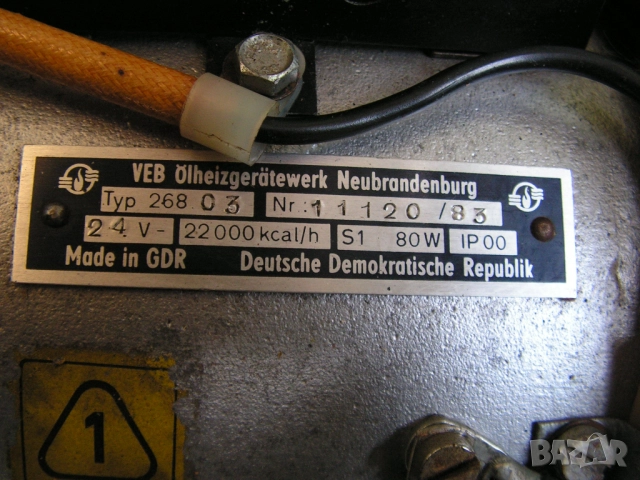 VEB Ölheizgerätewerk Neubrandenburg
Typ 268 03 Nr: 11120/83
24 V- 22000 kcal/h S1 80W IP00
Made in GDR Deutsche Demokratische Republik
1
BAZAR